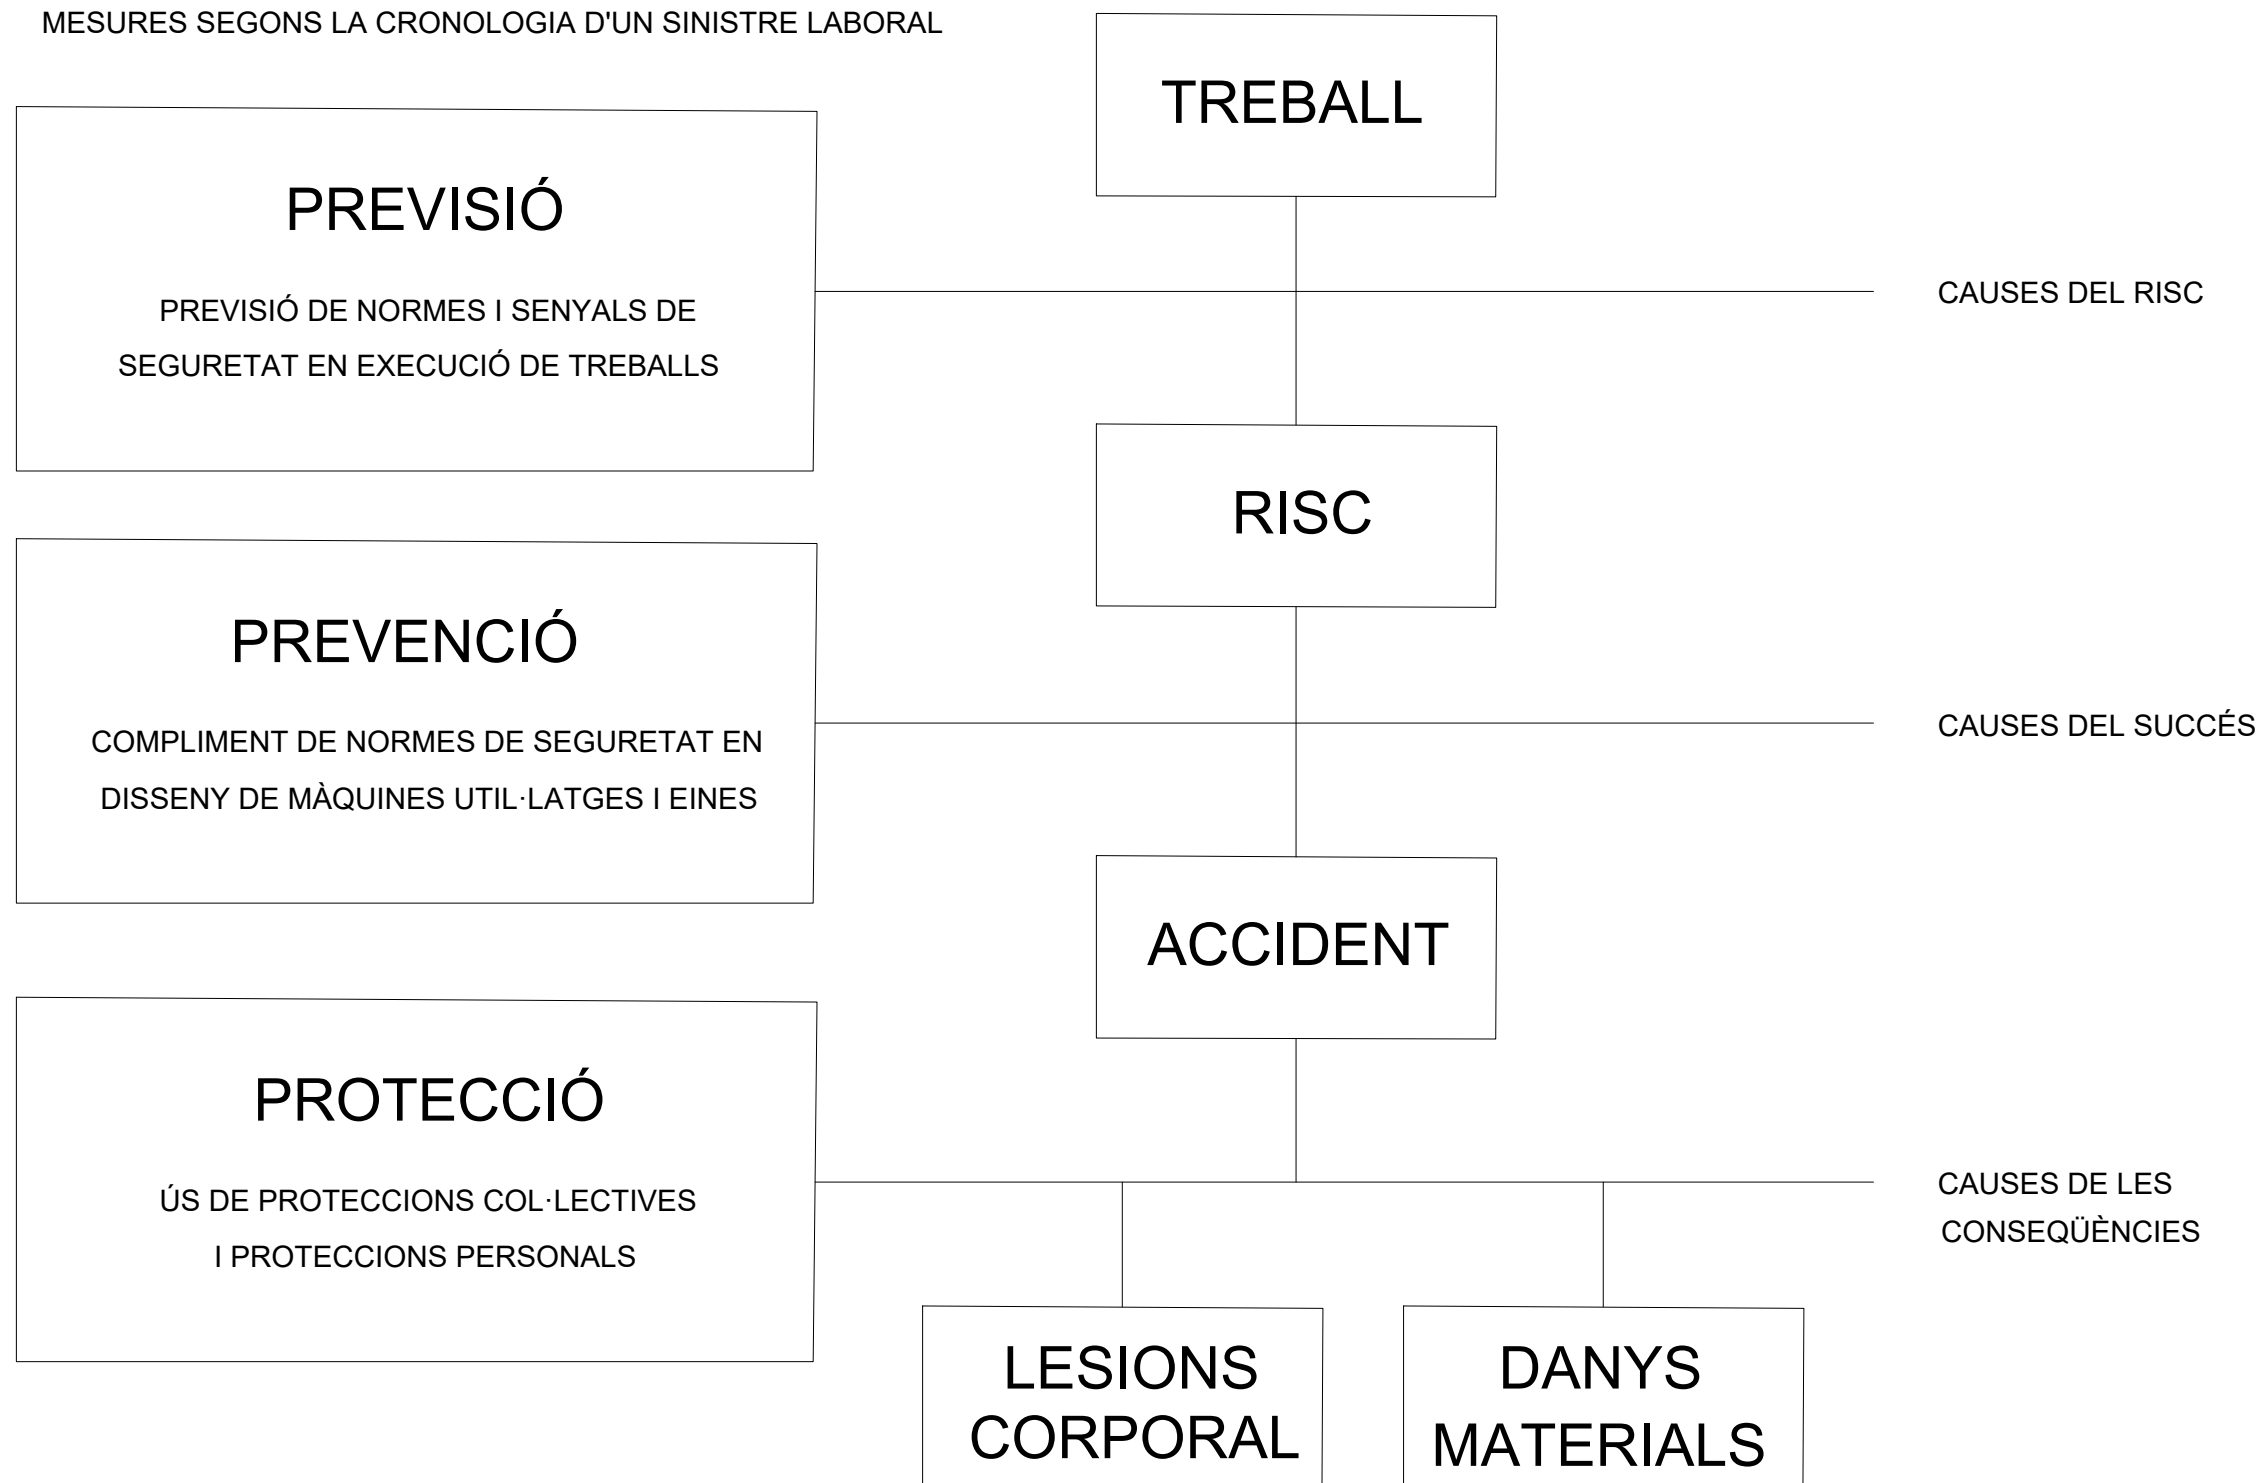 MESURES SEGONS LA CRONOLOGIA D'UN SINISTRE LABORAL
TREBALL
PREVISIÓ
PREVISIÓ DE NORMES I SENYALS DE
SEGURETAT EN EXECUCIÓ DE TREBALLS
CAUSES DEL RISC
RISC
PREVENCIÓ
COMPLIMENT DE NORMES DE SEGURETAT EN
DISSENY DE MÀQUINES UTIL·LATGES I EINES
CAUSES DEL SUCCÉS
ACCIDENT
PROTECCIÓ
ÚS DE PROTECCIONS COL·LECTIVES
I PROTECCIONS PERSONALS
CAUSES DE LES
CONSEQÜÈNCIES
LESIONS
CORPORAL
DANYS
MATERIALS